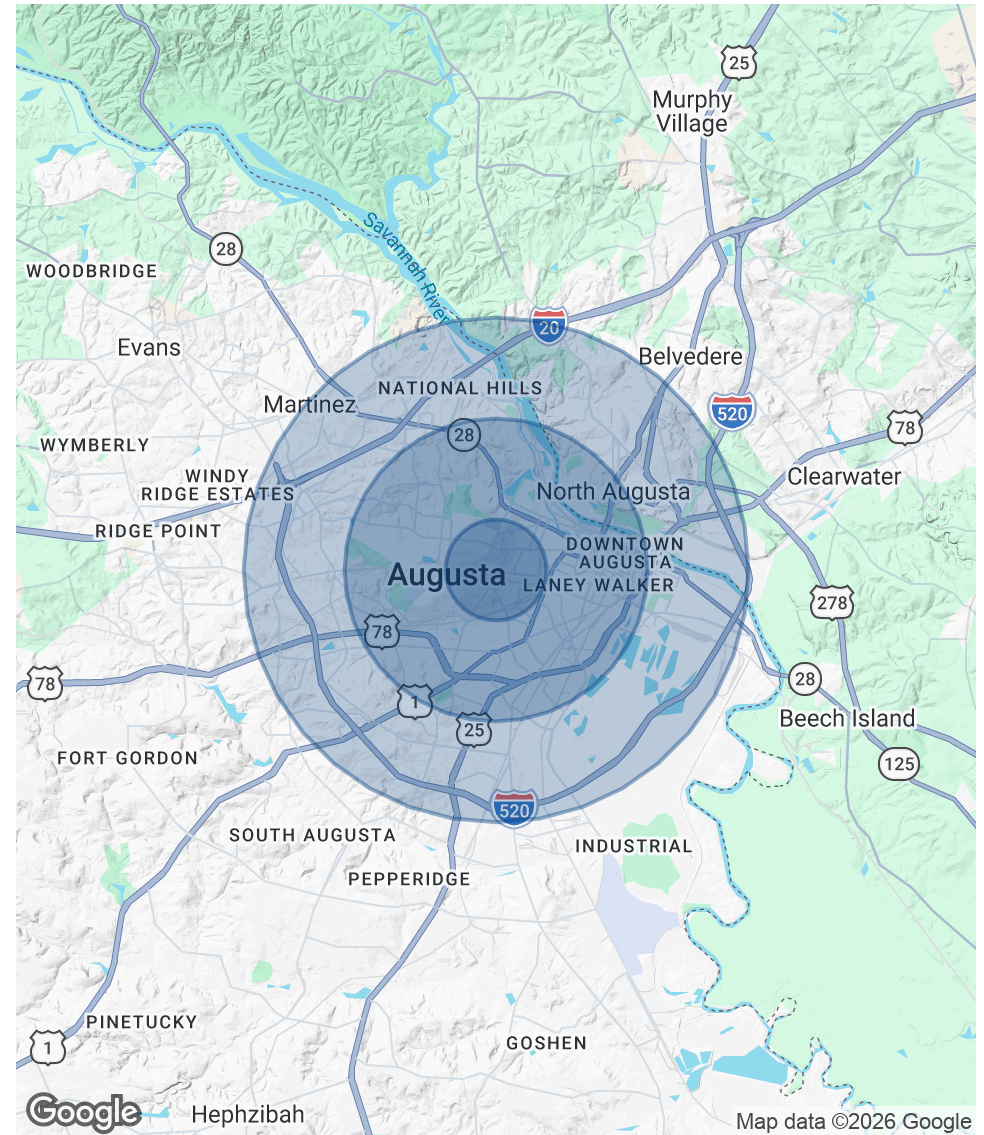 25
Murphy
Village
Savannah River
28
WOODBRIDGE
20
Evans
Belvedere
NATIONAL HILLS
Martinez
520
78
28
WYMBERLY
WINDY
RIDGE ESTATES
Clearwater
North Augusta
RIDGE POINT
DOWNTOWN
AUGUSTA
Augusta
LANEY WALKER
278
78
78
28
1
Beech Island
25
FORT GORDON
125
520
SOUTH AUGUSTA
INDUSTRIAL
PEPPERIDGE
PINETUCKY
1
GOSHEN
Google
Hephzibah
Map data ©2026 Google